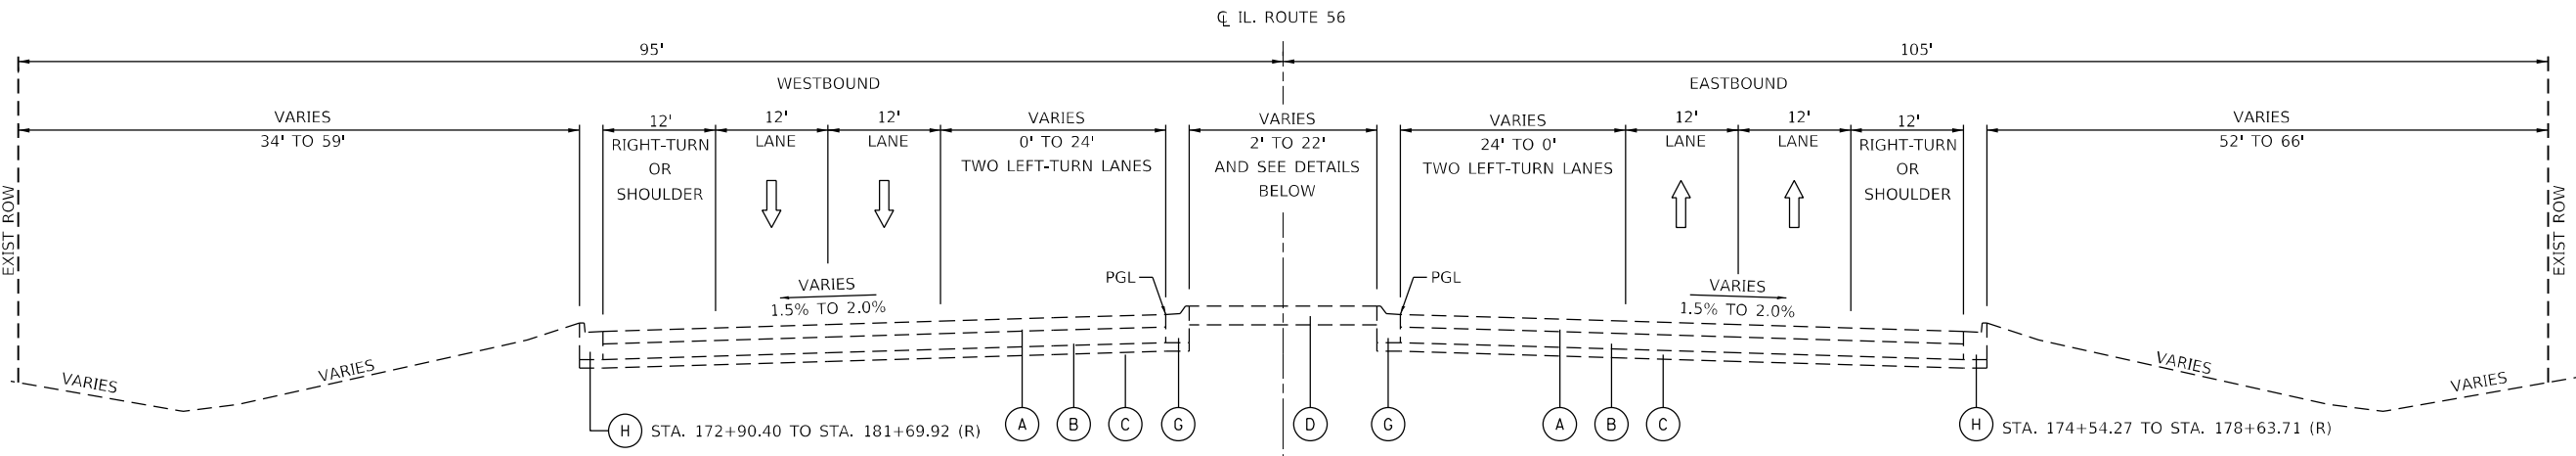 ℄ IL. ROUTE 56
95'
105'
WESTBOUND
EASTBOUND
VARIES
34' TO 59'
12'
RIGHT-TURN
OR
SHOULDER
12'
LANE
12'
LANE
VARIES
0' TO 24'
TWO LEFT-TURN LANES
VARIES
2' TO 22'
AND SEE DETAILS
BELOW
VARIES
24' TO 0'
TWO LEFT-TURN LANES
12'
LANE
12'
LANE
12'
RIGHT-TURN
OR
SHOULDER
VARIES
52' TO 66'
EXIST ROW
EXIST ROW
VARIES
1.5% TO 2.0%
PGL
PGL
VARIES
1.5% TO 2.0%
VARIES
VARIES
VARIES
VARIES
H STA. 172+90.40 TO STA. 181+69.92 (R)
A
B
C
G
D
G
A
B
C
H STA. 174+54.27 TO STA. 178+63.71 (R)